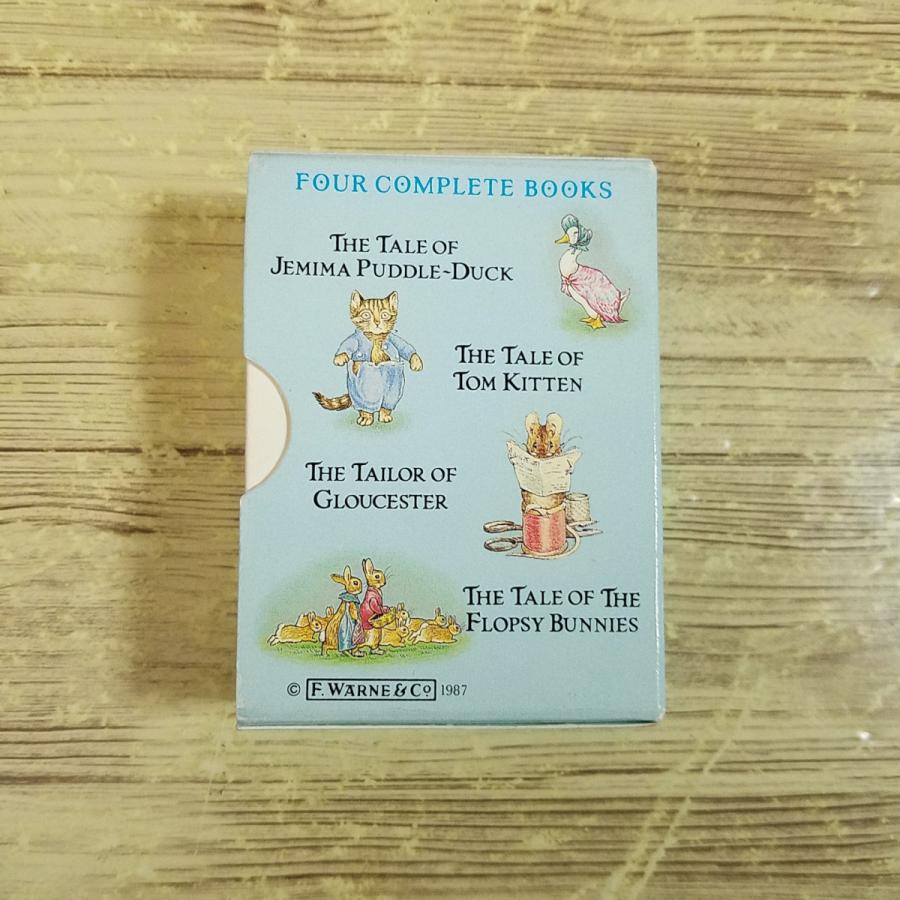 FOUR COMPLETE BOOKS
THE TALE OF
JEMIMA PUDDLE-DUCK
THE TALE OF
TOM KITTEN
THE TAILOR OF
GLOUCESTER
THE TALE OF THE
FLOPSY BUNNIES
© F. WARNE & Co 1987